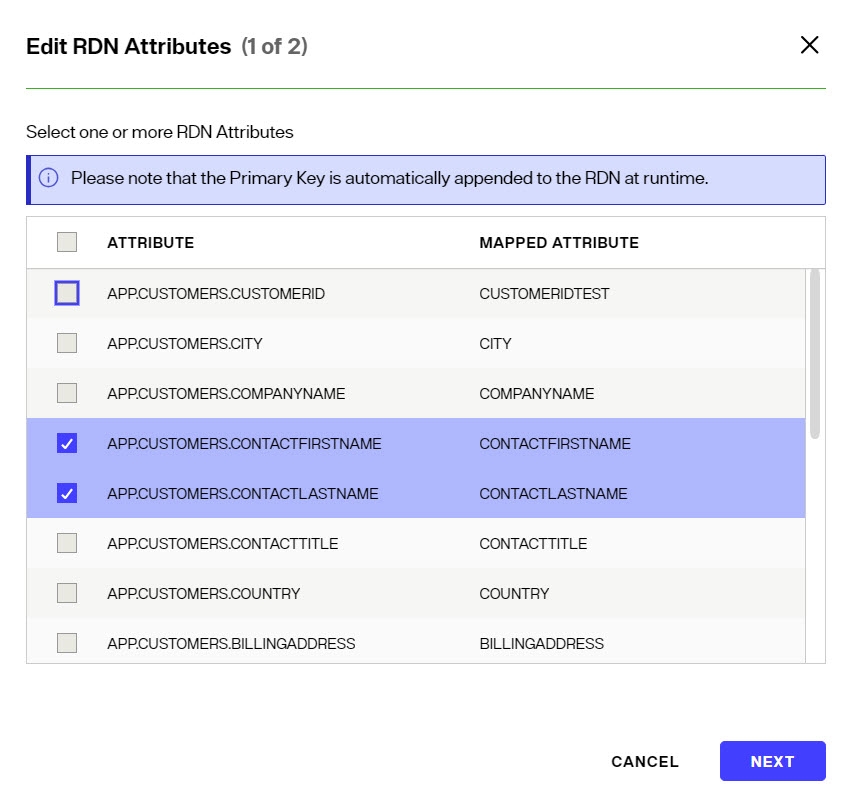 Edit RDN Attributes (1 of 2)
Select one or more RDN Attributes
Please note that the Primary Key is automatically appended to the RDN at runtime.
ATTRIBUTE MAPPED ATTRIBUTE
APP.CUSTOMERS.CUSTOMERID CUSTOMERIDTEST
APP.CUSTOMERS.CITY CITY
APP.CUSTOMERS.COMPANYNAME COMPANYNAME
APP.CUSTOMERS.CONTACTFIRSTNAME CONTACTFIRSTNAME
APP.CUSTOMERS.CONTACTLASTNAME CONTACTLASTNAME
APP.CUSTOMERS.CONTACTTITLE CONTACTTITLE
APP.CUSTOMERS.COUNTRY COUNTRY
APP.CUSTOMERS.BILLINGADDRESS BILLINGADDRESS
CANCEL NEXT